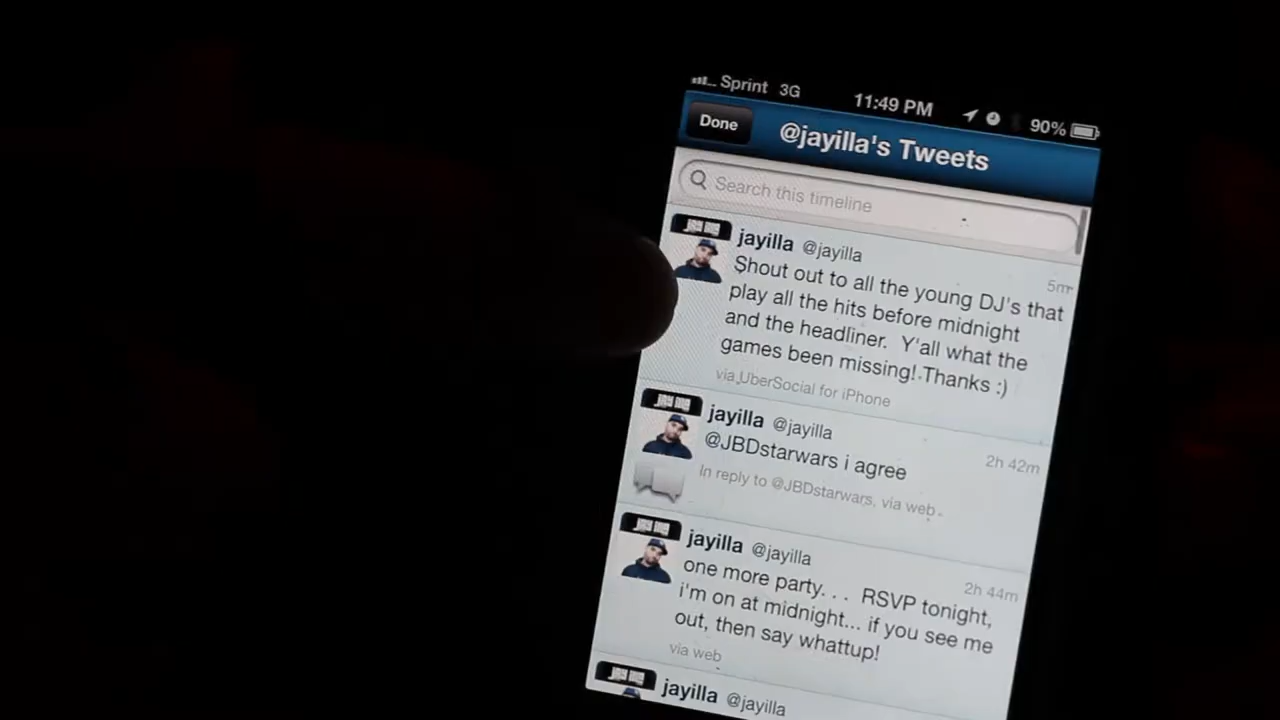 Sprint 3G 11:49 PM 90%
Done @jayilla's Tweets
Search this timeline
jayilla @jayilla 5m
Shout out to all the young DJ's that
play all the hits before midnight
and the headliner. Y'all what the
games been missing! Thanks :)
via UberSocial for iPhone
jayilla @jayilla 2h 42m
@JBDstarwars i agree
In reply to @JBDstarwars, via web
jayilla @jayilla 2h 44m
one more party. . . RSVP tonight,
i'm on at midnight... if you see me
out, then say whattup!
via web
jayilla @jayilla